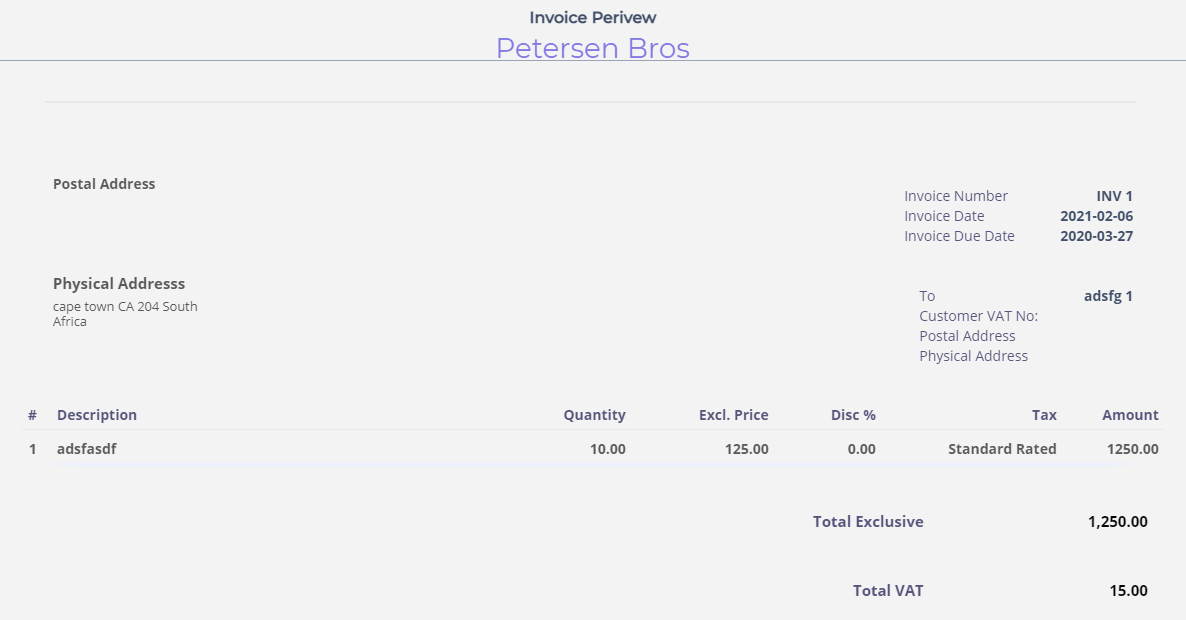 Invoice Perivew
Petersen Bros
Postal Address
Invoice Number INV 1
Invoice Date 2021-02-06
Invoice Due Date 2020-03-27
Physical Addresss
cape town CA 204 South
Africa
To adsfg 1
Customer VAT No:
Postal Address
Physical Address
# Description Quantity Excl. Price Disc % Tax Amount
1 adsfasdf 10.00 125.00 0.00 Standard Rated 1250.00
Total Exclusive 1,250.00
Total VAT 15.00